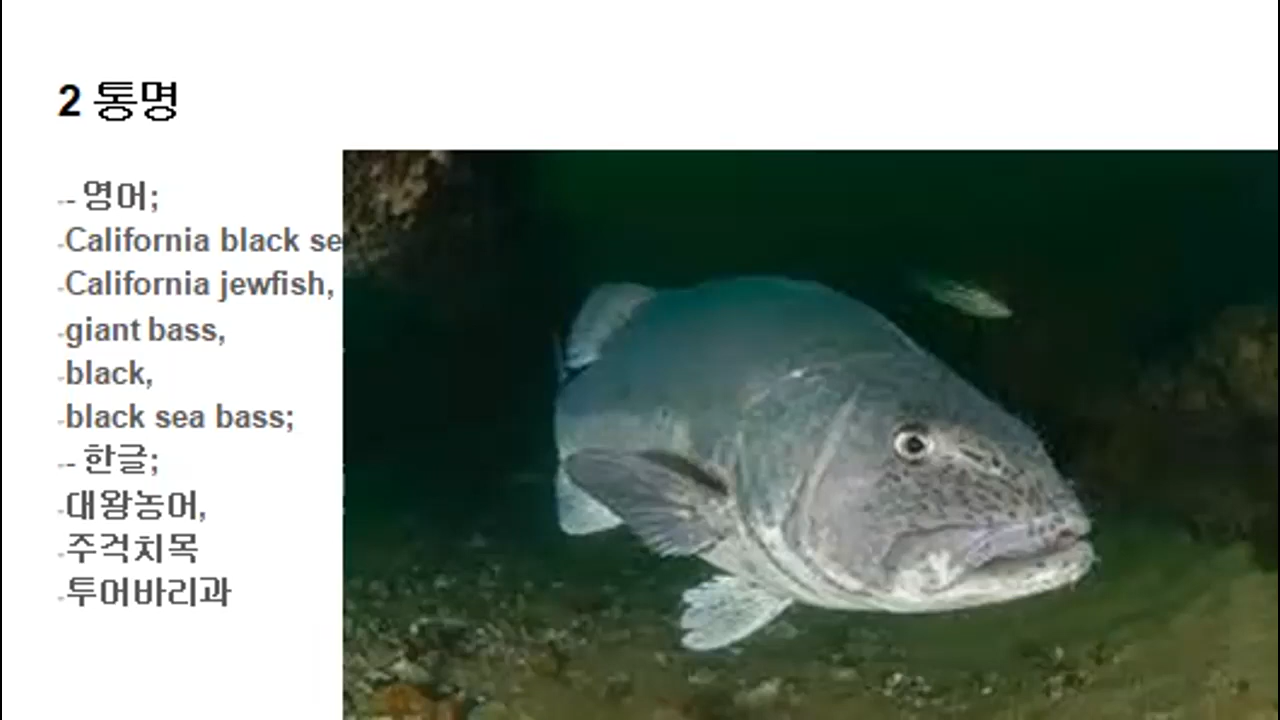 2 통명
-- 영어;
-California black se
-California jewfish,
-giant bass,
-black,
-black sea bass;
-- 한글;
-대왕농어,
-주걱치목
-투어바리과